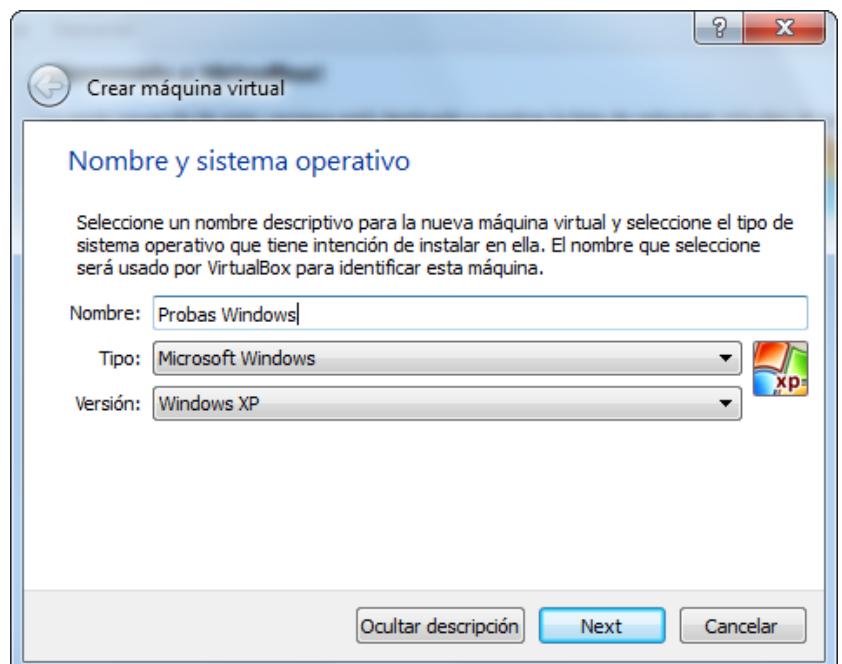 Crear máquina virtual
Nombre y sistema operativo
Seleccione un nombre descriptivo para la nueva máquina virtual y seleccione el tipo de
sistema operativo que tiene intención de instalar en ella. El nombre que seleccione
será usado por VirtualBox para identificar esta máquina.
Nombre: Probas Windows
Tipo: Microsoft Windows
xp
Versión: Windows XP
Ocultar descripción Next Cancelar